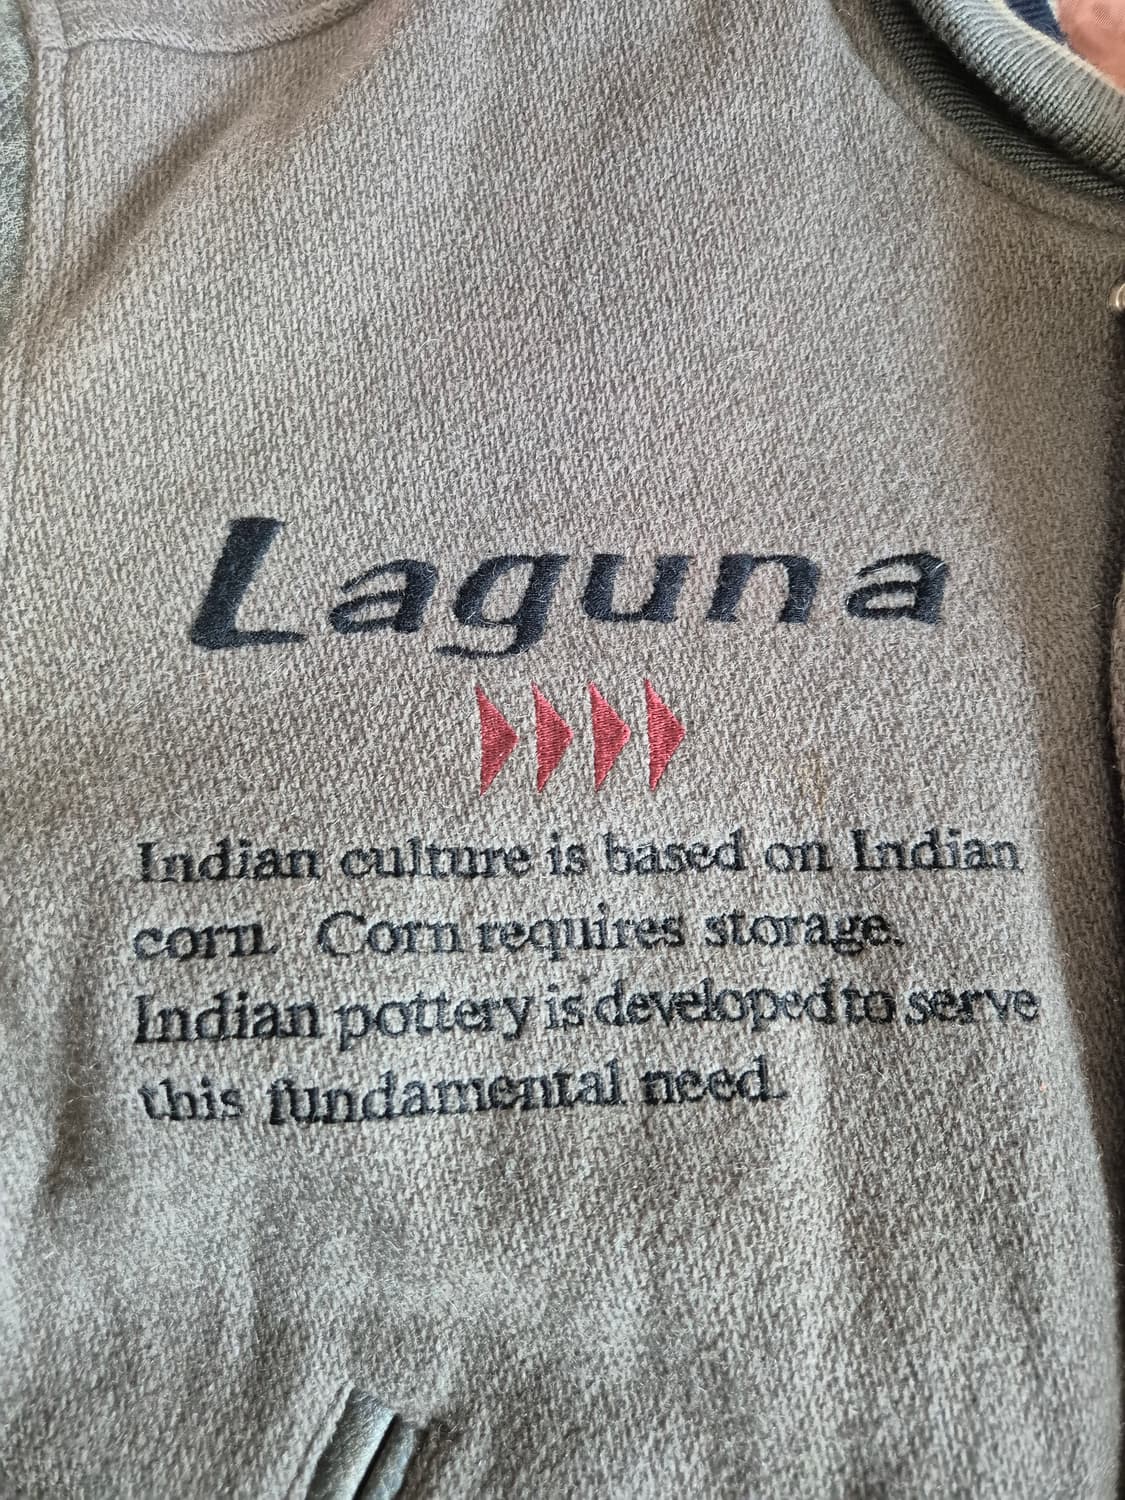 Laguna
Indian culture is based on Indian
corn. Corn requires storage.
Indian pottery is developed to serve
this fundamental need.